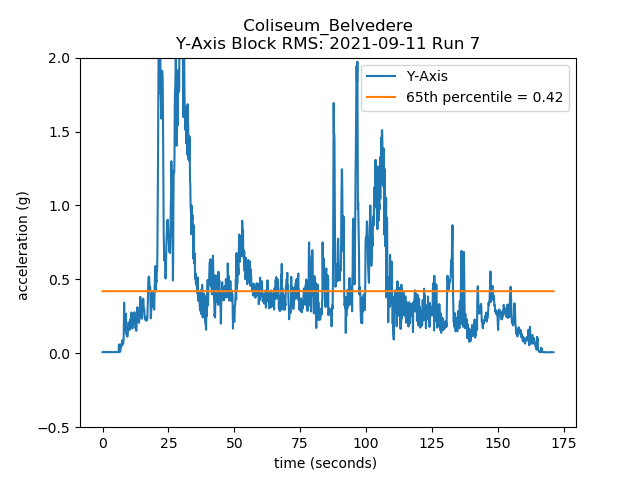 Coliseum_Belvedere
Y-Axis Block RMS: 2021-09-11 Run 7
2.0
1.5
1.0
0.5
0.0
−0.5
acceleration (g)
Y-Axis
65th percentile = 0.42
0 25 50 75 100 125 150 175
time (seconds)